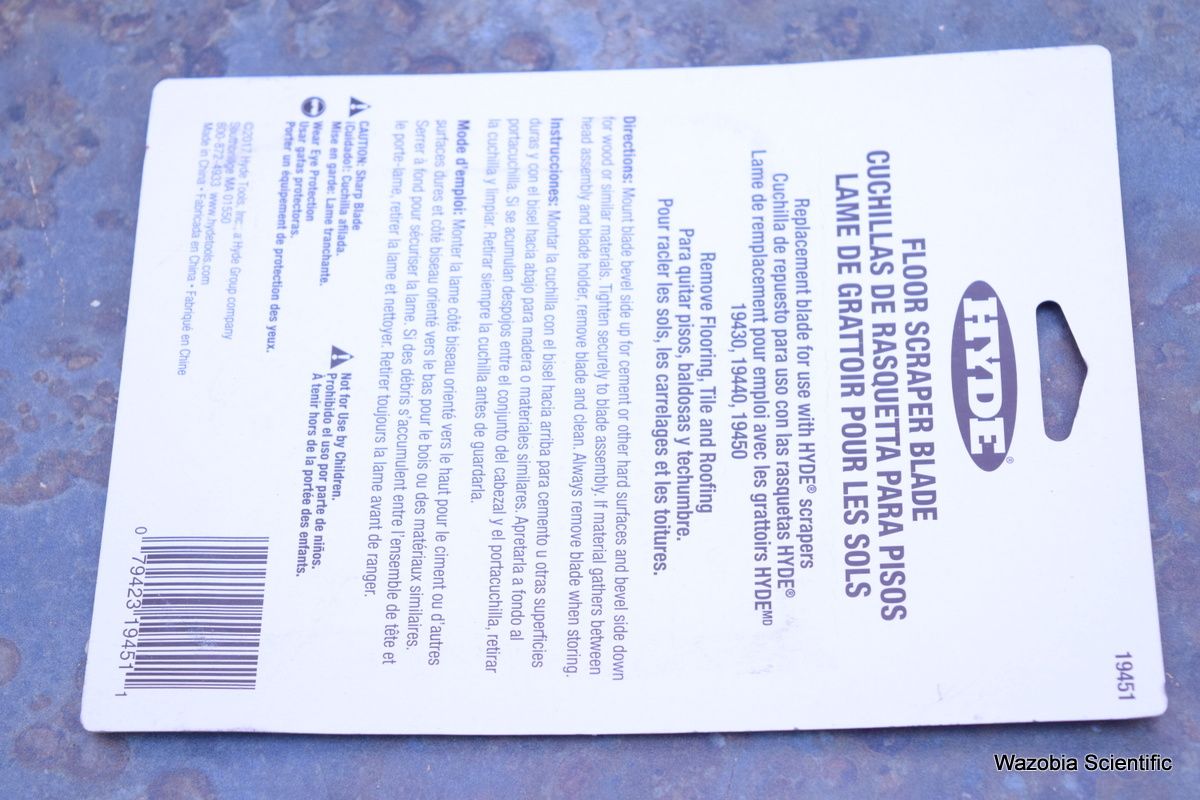 HYDE®
FLOOR SCRAPER BLADE
CUCHILLAS DE RASQUETTA PARA PISOS
LAME DE GRATTOIR POUR LES SOLS
19451
Replacement blade for use with HYDE® scrapers
Cuchilla de repuesto para uso con las rasquetas HYDE®
Lame de remplacement pour emploi avec les grattoirs HYDEMD
19430, 19440, 19450
Remove Flooring, Tile and Roofing
Para quitar pisos, baldosas y techumbre.
Pour racler les sols, les carrelages et les toitures.
Directions: Mount blade bevel side up for cement or other hard surfaces and bevel side down
for wood or similar materials. Tighten securely to blade assembly. If material gathers between
head assembly and blade holder, remove blade and clean. Always remove blade when storing.
Instrucciones: Montar la cuchilla con el bisel hacia arriba para cemento u otras superficies
duras y con el bisel hacia abajo para madera o materiales similares. Apretarla a fondo al
portacuchilla. Si se acumulan despojos entre el conjunto del cabezal y el portacuchilla, retirar
la cuchilla y limpiar. Retirar siempre la cuchilla antes de guardarla.
Mode d'emploi: Monter la lame côté biseau orienté vers le haut pour le ciment ou d'autres
surfaces dures et côté biseau orienté vers le bas pour le bois ou des matériaux similaires.
Serrer à fond pour sécuriser la lame. Si des débris s'accumulent entre l'ensemble de tête et
le porte-lame, retirer la lame et nettoyer. Retirer toujours la lame avant de ranger.
CAUTION: Sharp Blade
¡Cuidado!: Cuchilla afilada.
Mise en garde: Lame tranchante.
Wear Eye Protection
Usar gafas protectoras.
Porter un équipement de protection des yeux.
Not for Use by Children.
Prohibido el uso por parte de niños.
À tenir hors de la portée des enfants.
©2017 Hyde Tools, Inc., a Hyde Group company
Southbridge MA 01550
800-872-4933 www.hydetools.com
Made in China • Fabricada en China • Fabriqué en Chine
0 79423 19451 1
Wazobia Scientific